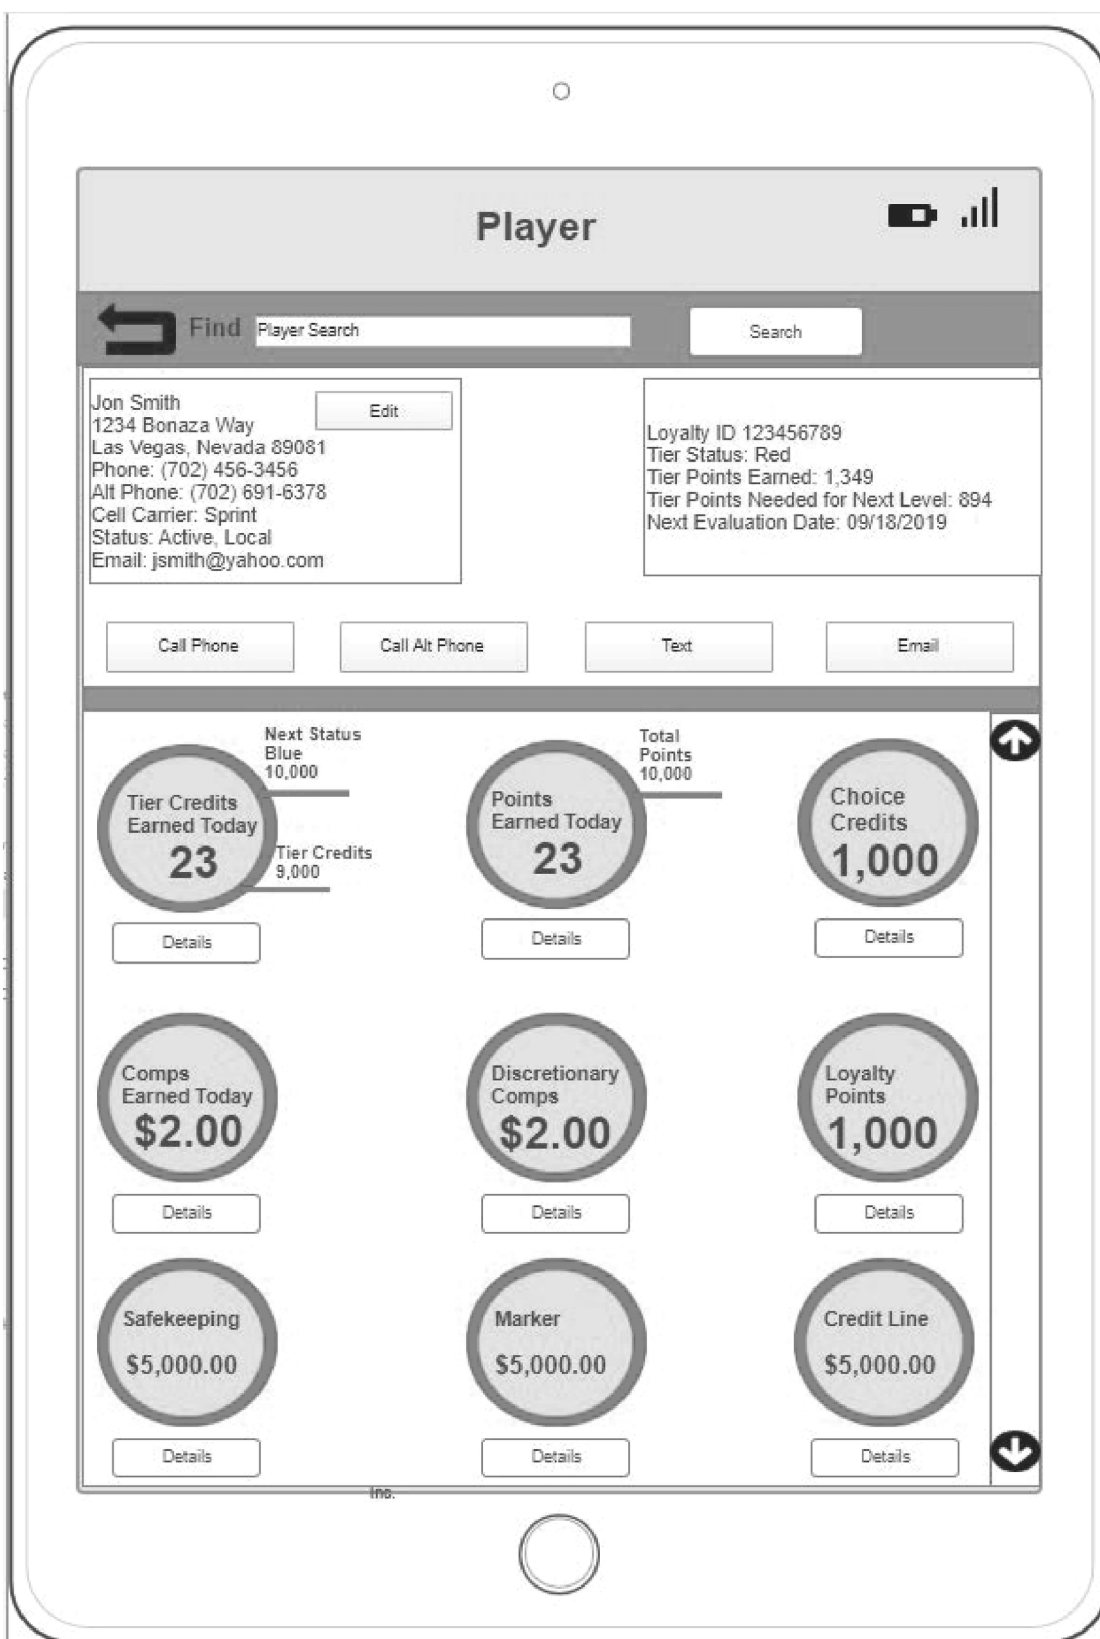 Player
Find
Player Search
Search
Jon Smith
Edit
1234 Bonaza Way
Las Vegas, Nevada 89081
Phone: (702) 456-3456
Alt Phone: (702) 691-6378
Cell Carrier: Sprint
Status: Active, Local
Email: jsmith@yahoo.com
Loyalty ID 123456789
Tier Status: Red
Tier Points Earned: 1,349
Tier Points Needed for Next Level: 894
Next Evaluation Date: 09/18/2019
Call Phone
Call Alt Phone
Text
Email
Next Status
Blue
10,000
Tier Credits
Earned Today
23
Tier Credits
9,000
Details
Total
Points
10,000
Points
Earned Today
23
Details
Choice
Credits
1,000
Details
Comps
Earned Today
$2.00
Details
Discretionary
Comps
$2.00
Details
Loyalty
Points
1,000
Details
Safekeeping
$5,000.00
Details
Marker
$5,000.00
Details
Credit Line
$5,000.00
Details
Inc.